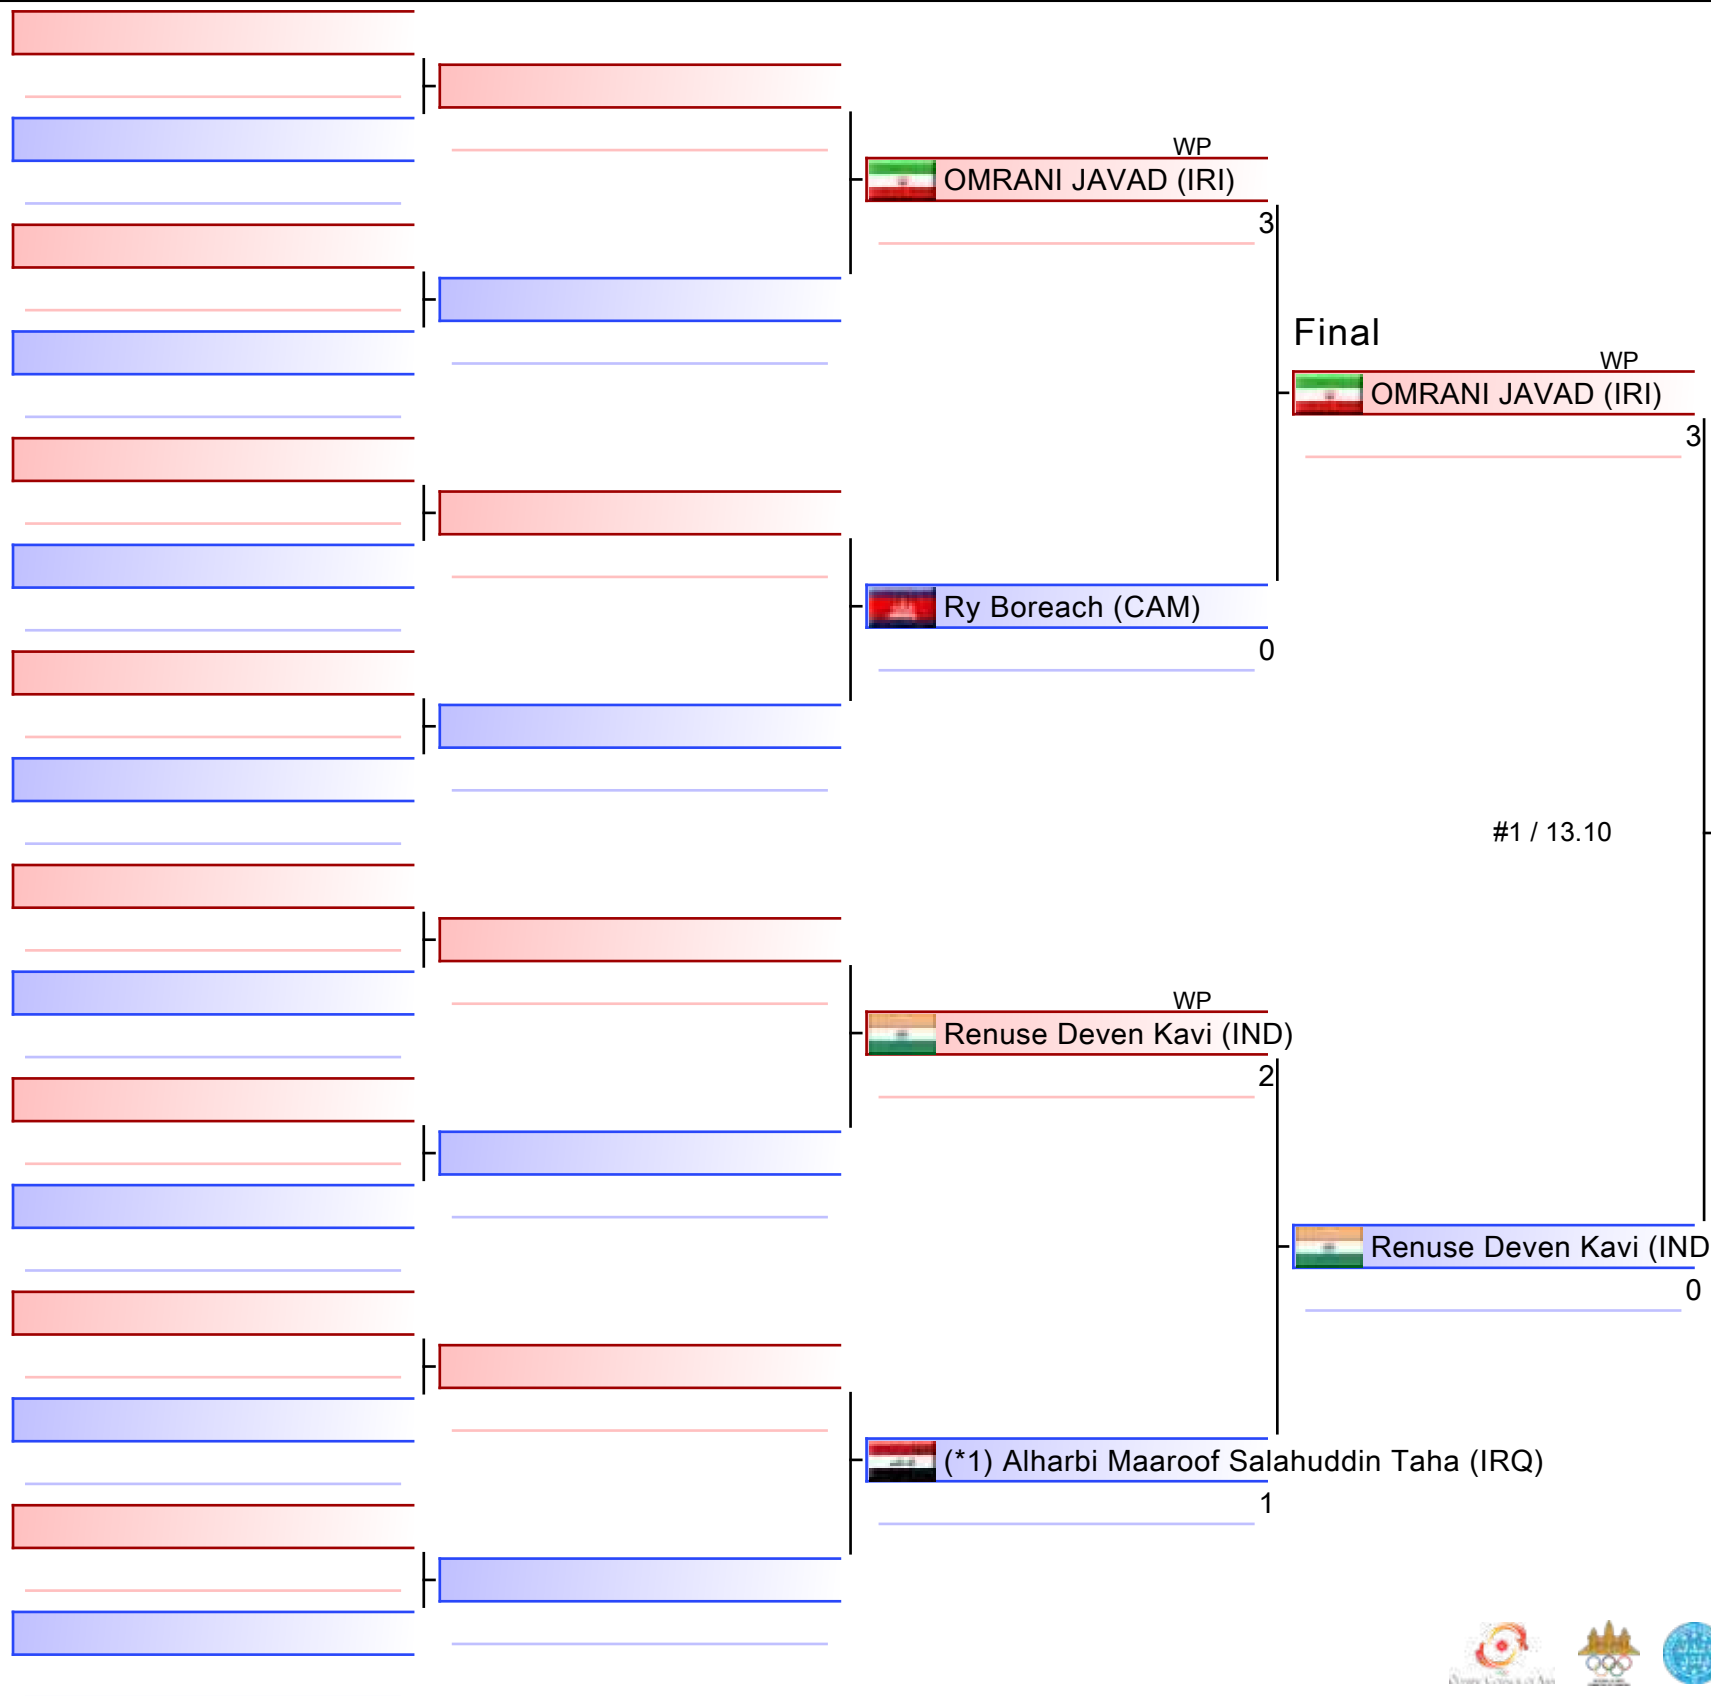 WP
OMRANI JAVAD (IRI)
3
Final
WP
OMRANI JAVAD (IRI)
3
Ry Boreach (CAM)
0
#1 / 13.10
WP
Renuse Deven Kavi (IND)
2
Renuse Deven Kavi (IND
0
(*1) Alharbi Maaroof Salahuddin Taha (IRQ)
1